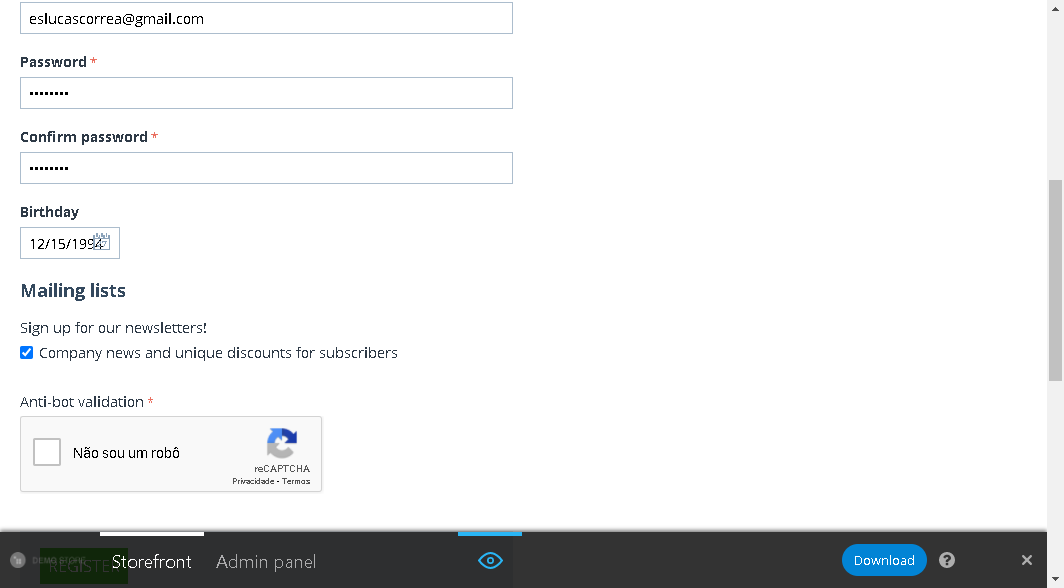 eslucascorrea@gmail.com
Password *
••••••••
Confirm password *
••••••••
Birthday
12/15/1994
Mailing lists
Sign up for our newsletters!
Company news and unique discounts for subscribers
Anti-bot validation *
Não sou um robô
reCAPTCHA
Privacidade - Termos
DEMO STORE
REGISTE
Storefront
Admin panel
Download
?